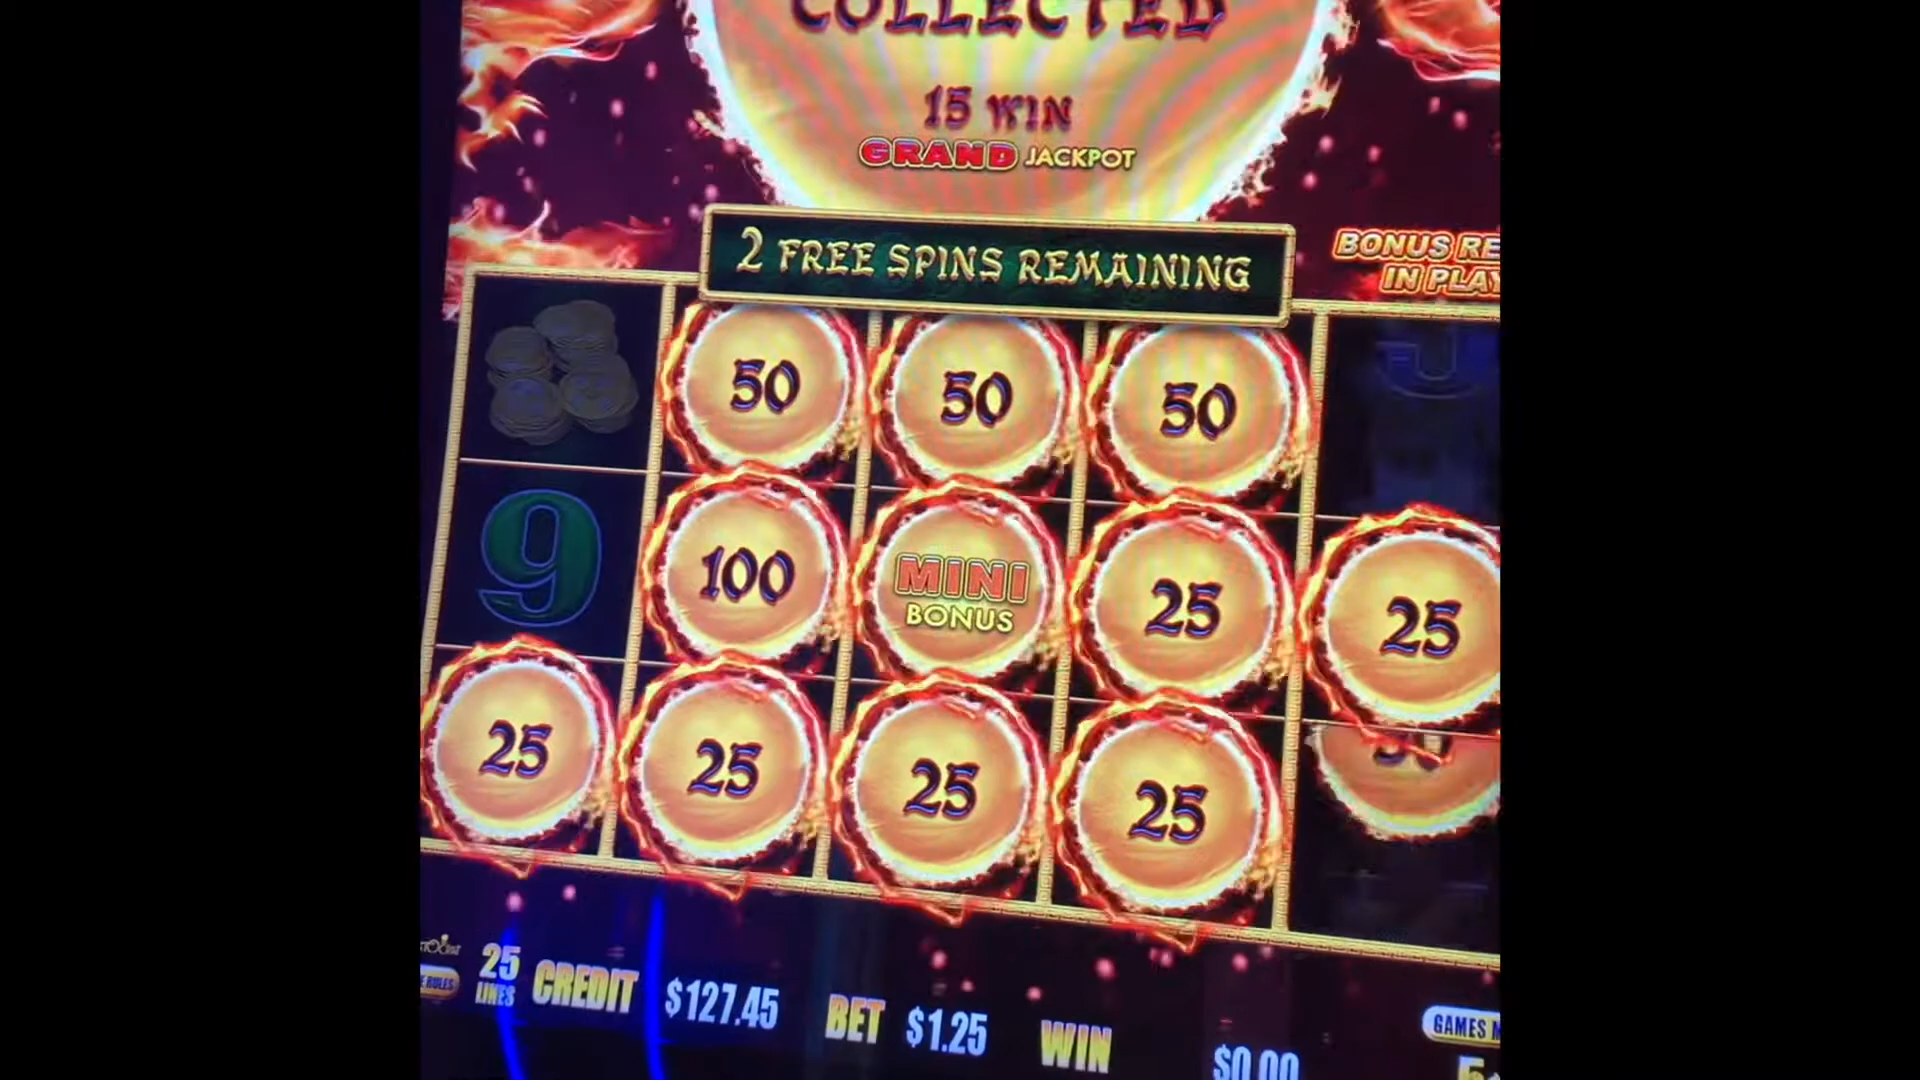 COLLECTED
15 WIN
GRAND JACKPOT
2 FREE SPINS REMAINING
BONUS RE
IN PLAY
50 50 50
9 100 MINI BONUS 25 25
25 25 25 25
25 LINES CREDIT $127.45 BET $1.25 WIN $0.00
GAMES